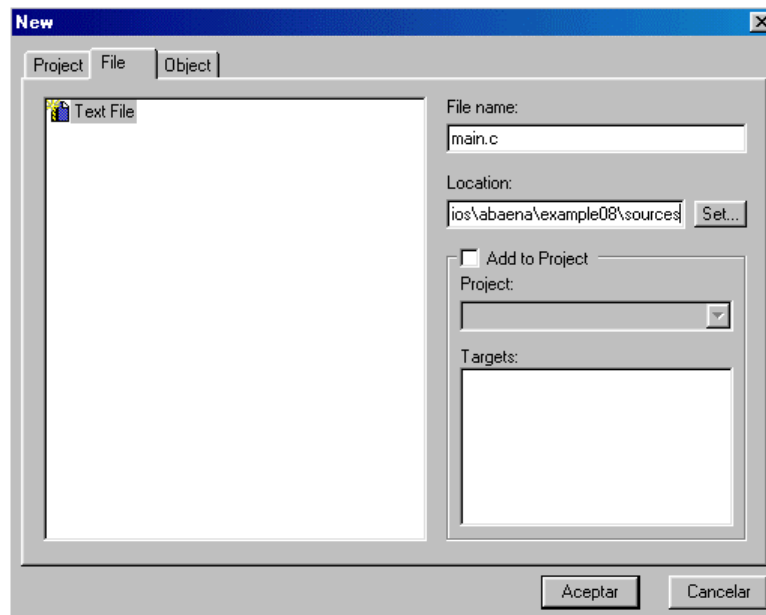 New
Project File Object
Text File
File name:
main.c
Location:
ios\abaena\example08\sources
Set...
Add to Project
Project:
Targets:
Aceptar Cancelar